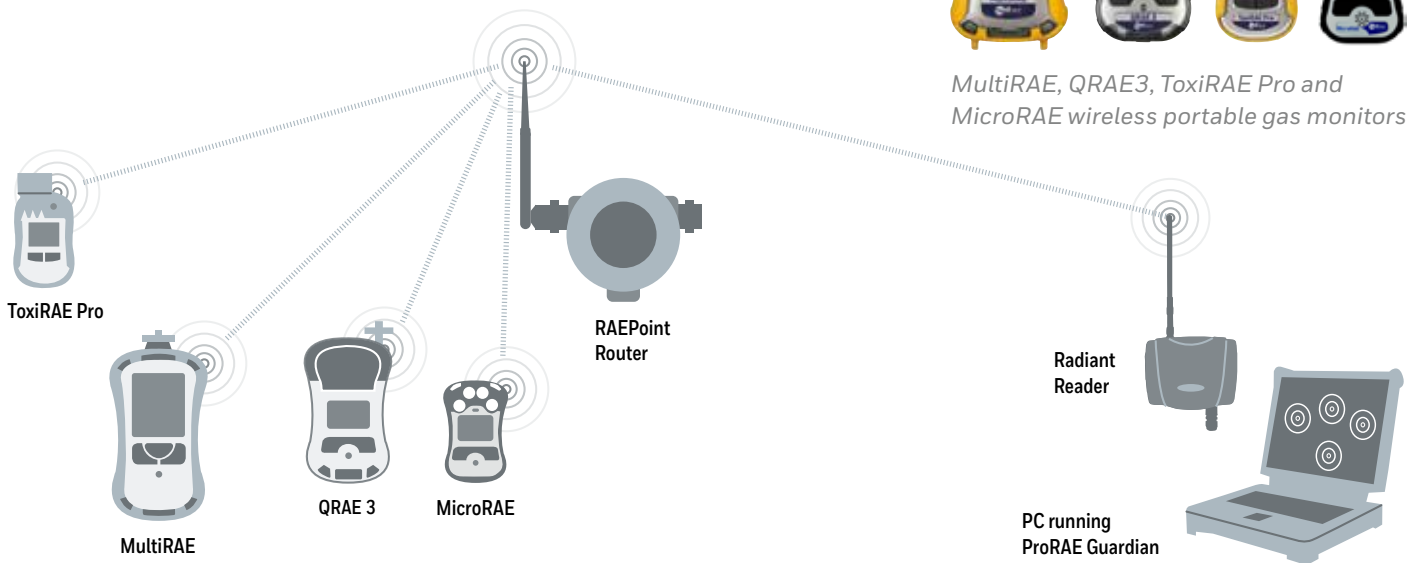 MultiRAE, QRAE3, ToxiRAE Pro and
MicroRAE wireless portable gas monitors
ToxiRAE Pro
RAEPoint
Router
Radiant
Reader
QRAE 3
MicroRAE
MultiRAE
PC running
ProRAE Guardian